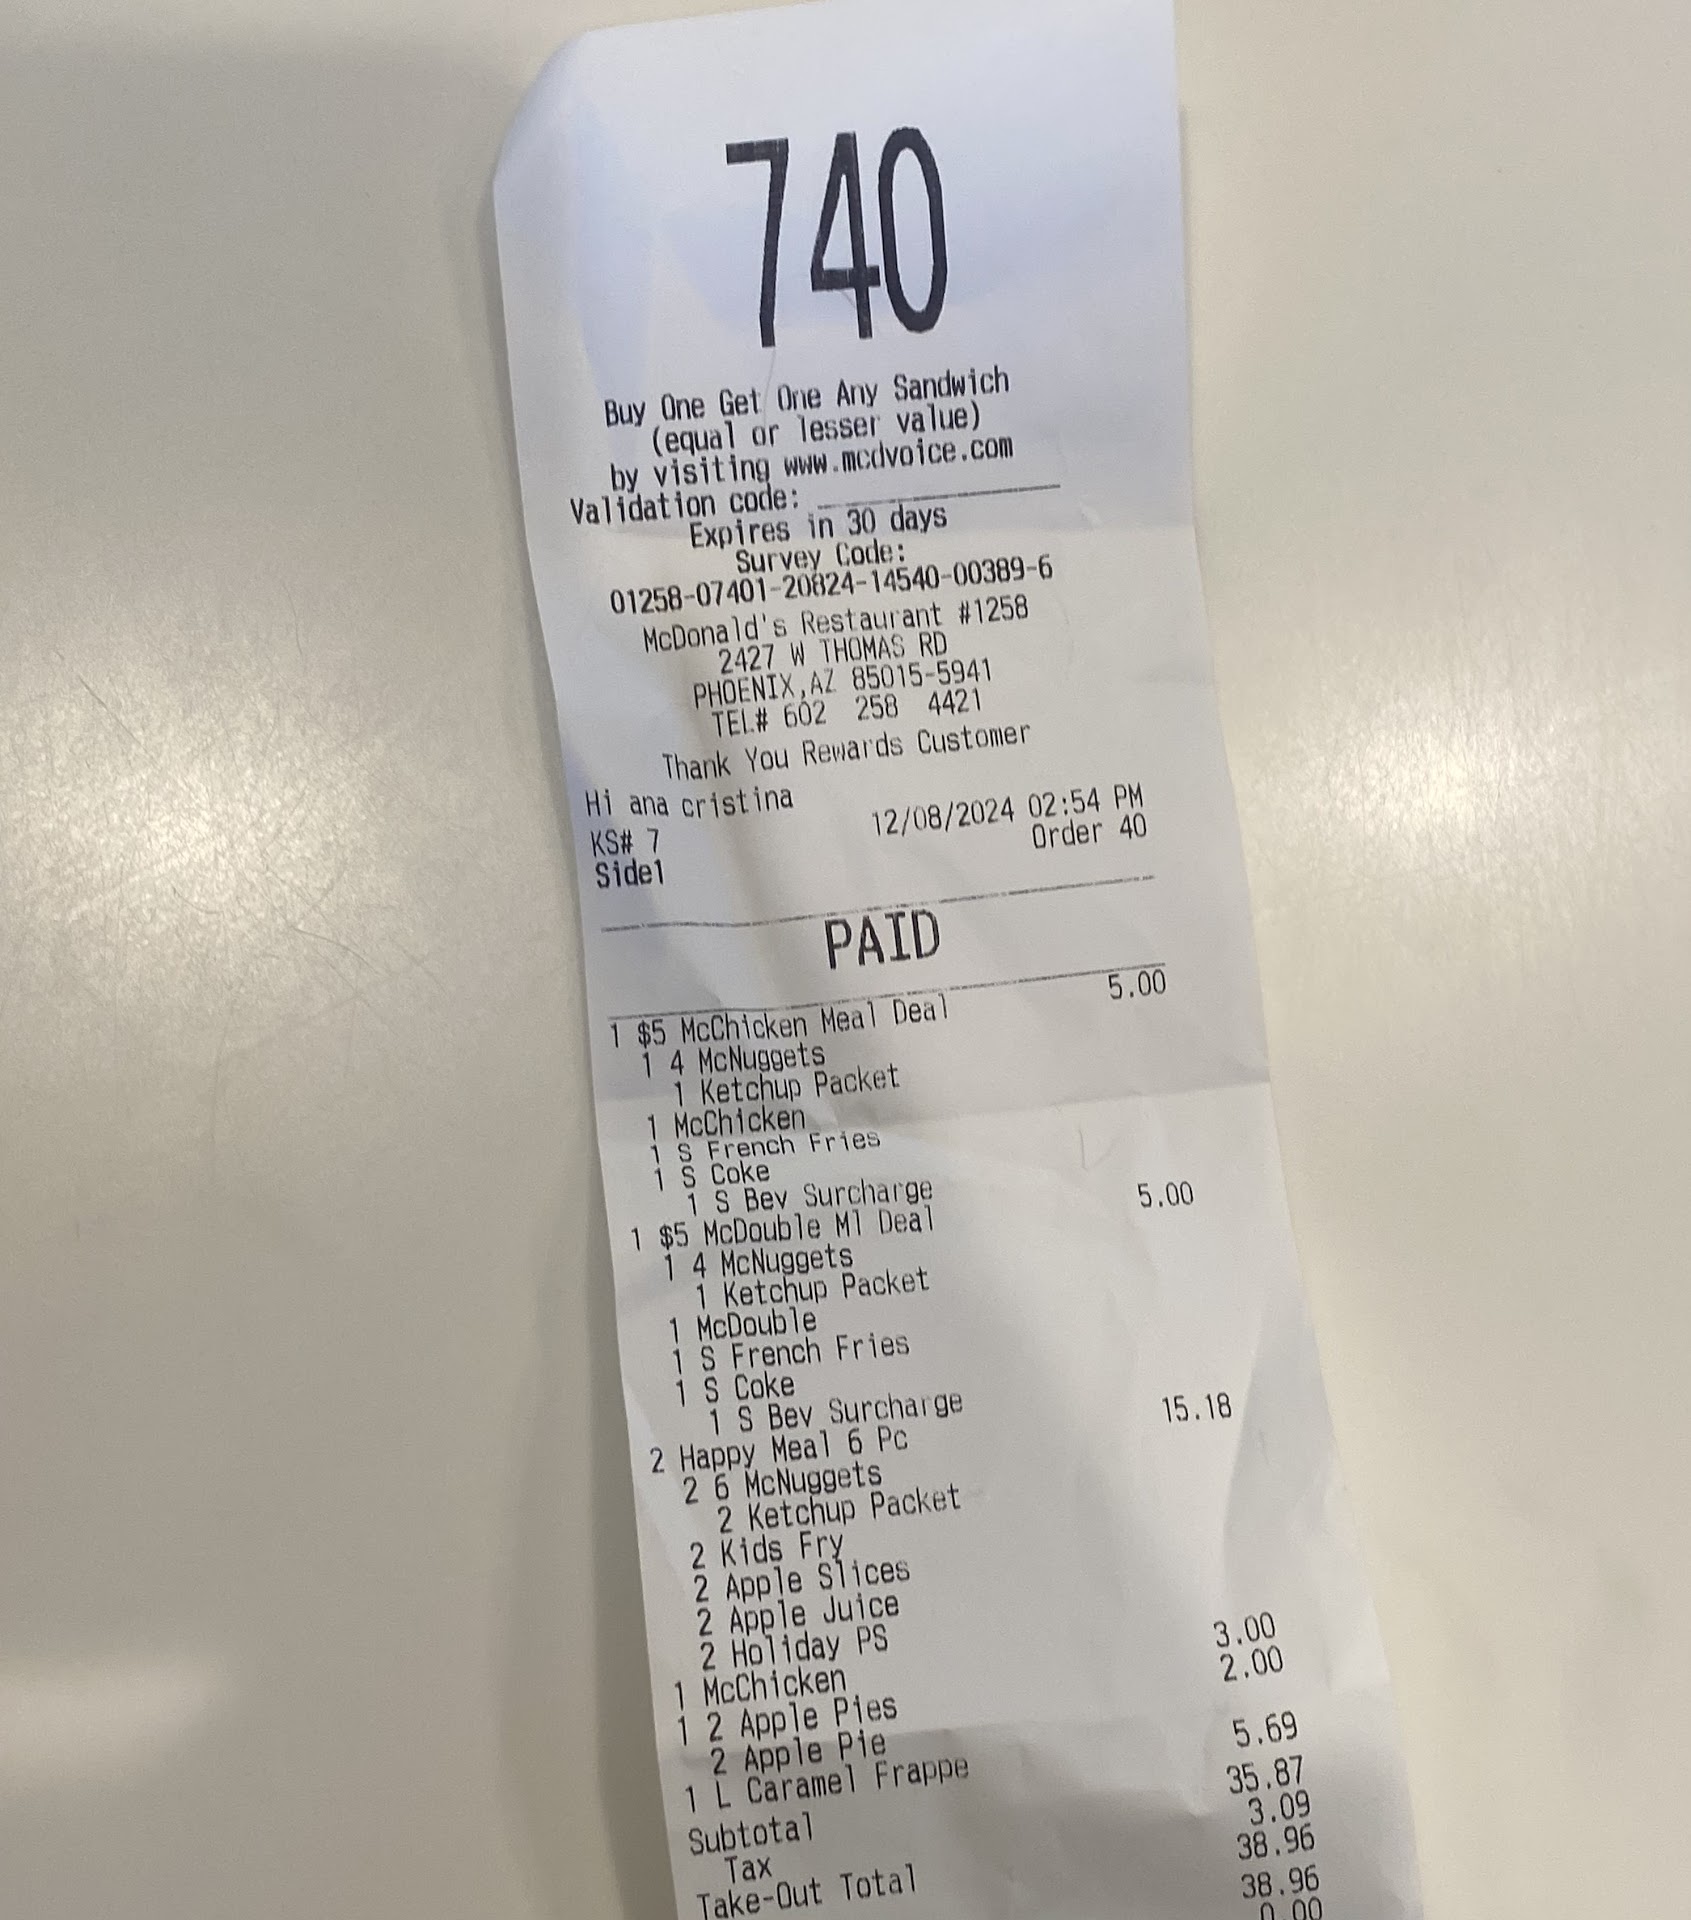 740
Buy One Get One Any Sandwich
(equal or lesser value)
by visiting www.mcdvoice.com
Validation code:
Expires in 30 days
Survey Code:
01258-07401-20824-14540-00389-6
McDonald's Restaurant #1258
2427 W THOMAS RD
PHOENIX,AZ 85015-5941
TEL# 602 258 4421
Thank You Rewards Customer
Hi ana cristina
KS# 7 12/08/2024 02:54 PM
Side1 Order 40
PAID
1 $5 McChicken Meal Deal 5.00
1 4 McNuggets
1 Ketchup Packet
1 McChicken
1 S French Fries
1 S Coke
1 S Bev Surcharge
1 $5 McDouble Ml Deal 5.00
1 4 McNuggets
1 Ketchup Packet
1 McDouble
1 S French Fries
1 S Coke
1 S Bev Surcharge
2 Happy Meal 6 Pc 15.18
2 6 McNuggets
2 Ketchup Packet
2 Kids Fry
2 Apple Slices
2 Apple Juice
2 Holiday PS
1 McChicken 3.00
1 2 Apple Pies 2.00
2 Apple Pie
1 L Caramel Frappe 5.69
Subtotal 35.87
Tax 3.09
Take-Out Total 38.96
38.96
0.00